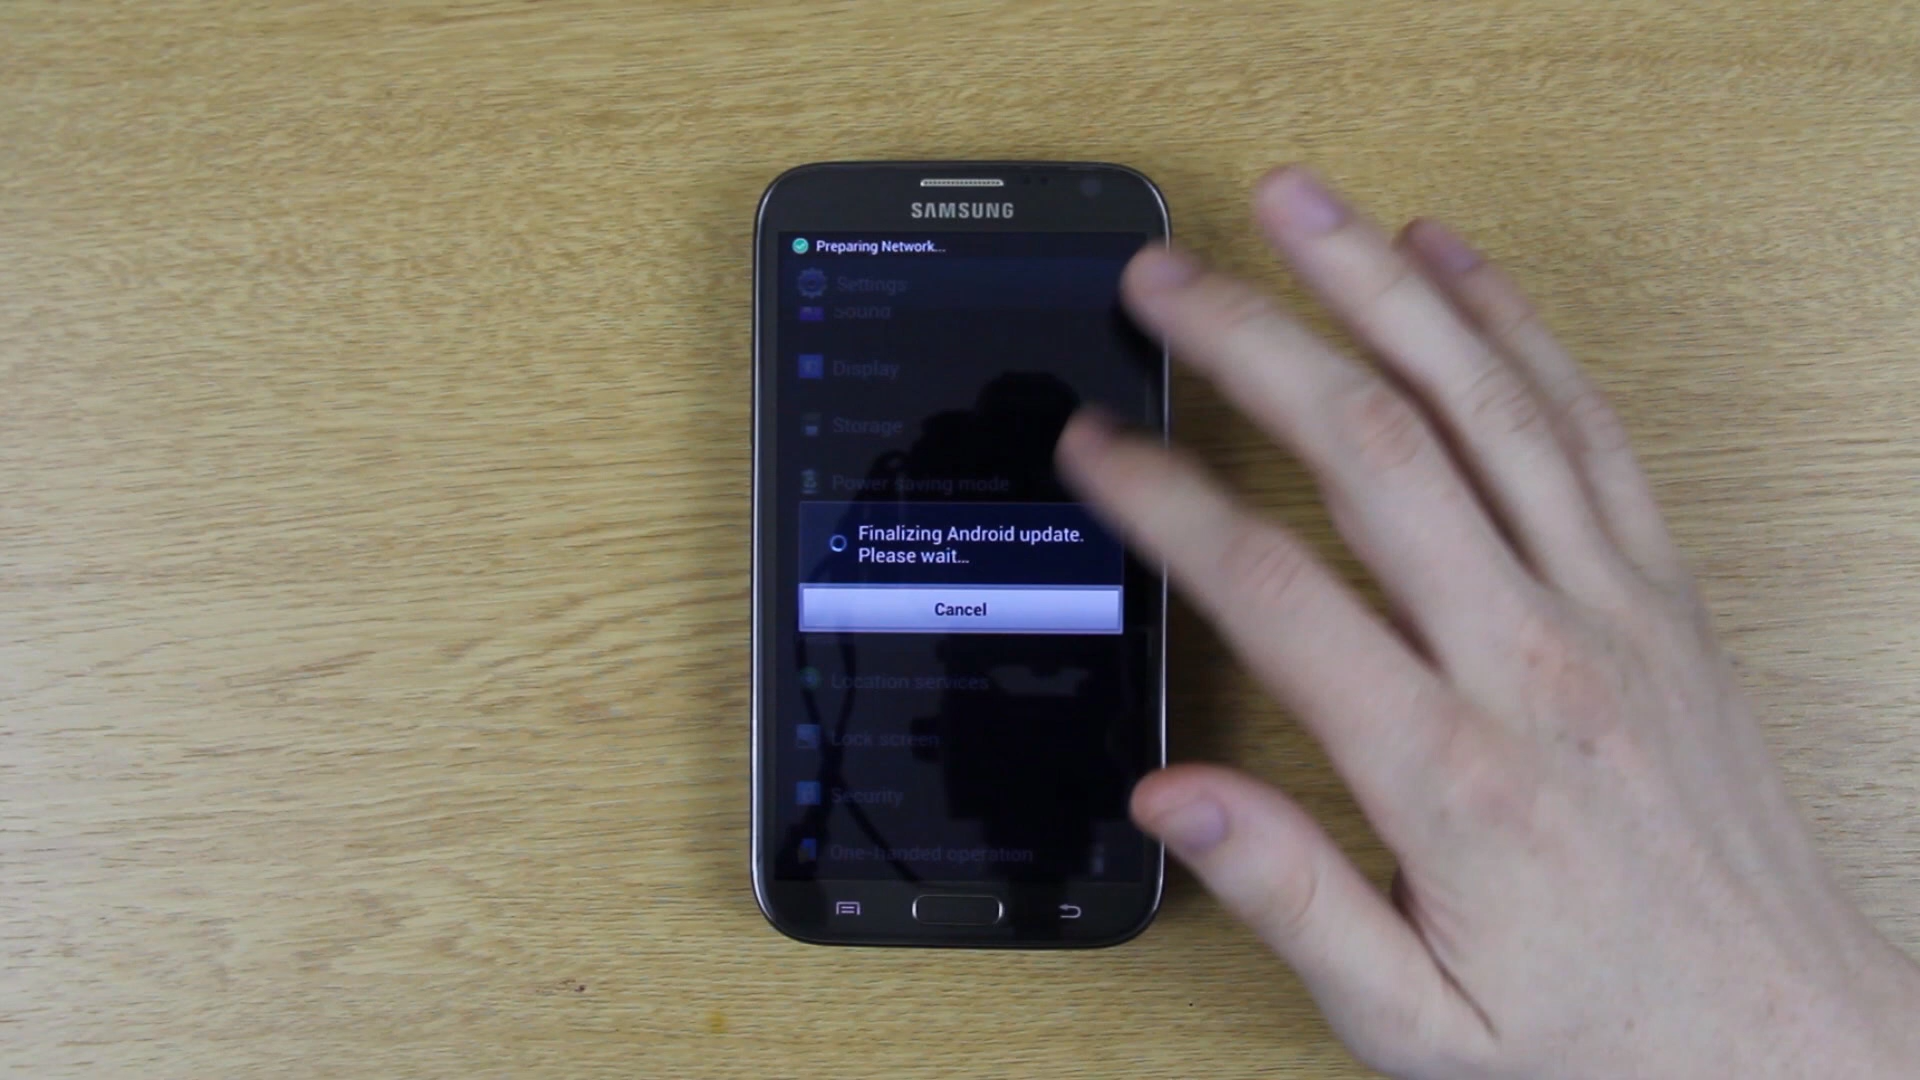 SAMSUNG
Preparing Network...
Settings
Sound
Display
Storage
Power saving mode
Finalizing Android update.
Please wait...
Cancel
Location services
Lock screen
Security
One-handed operation